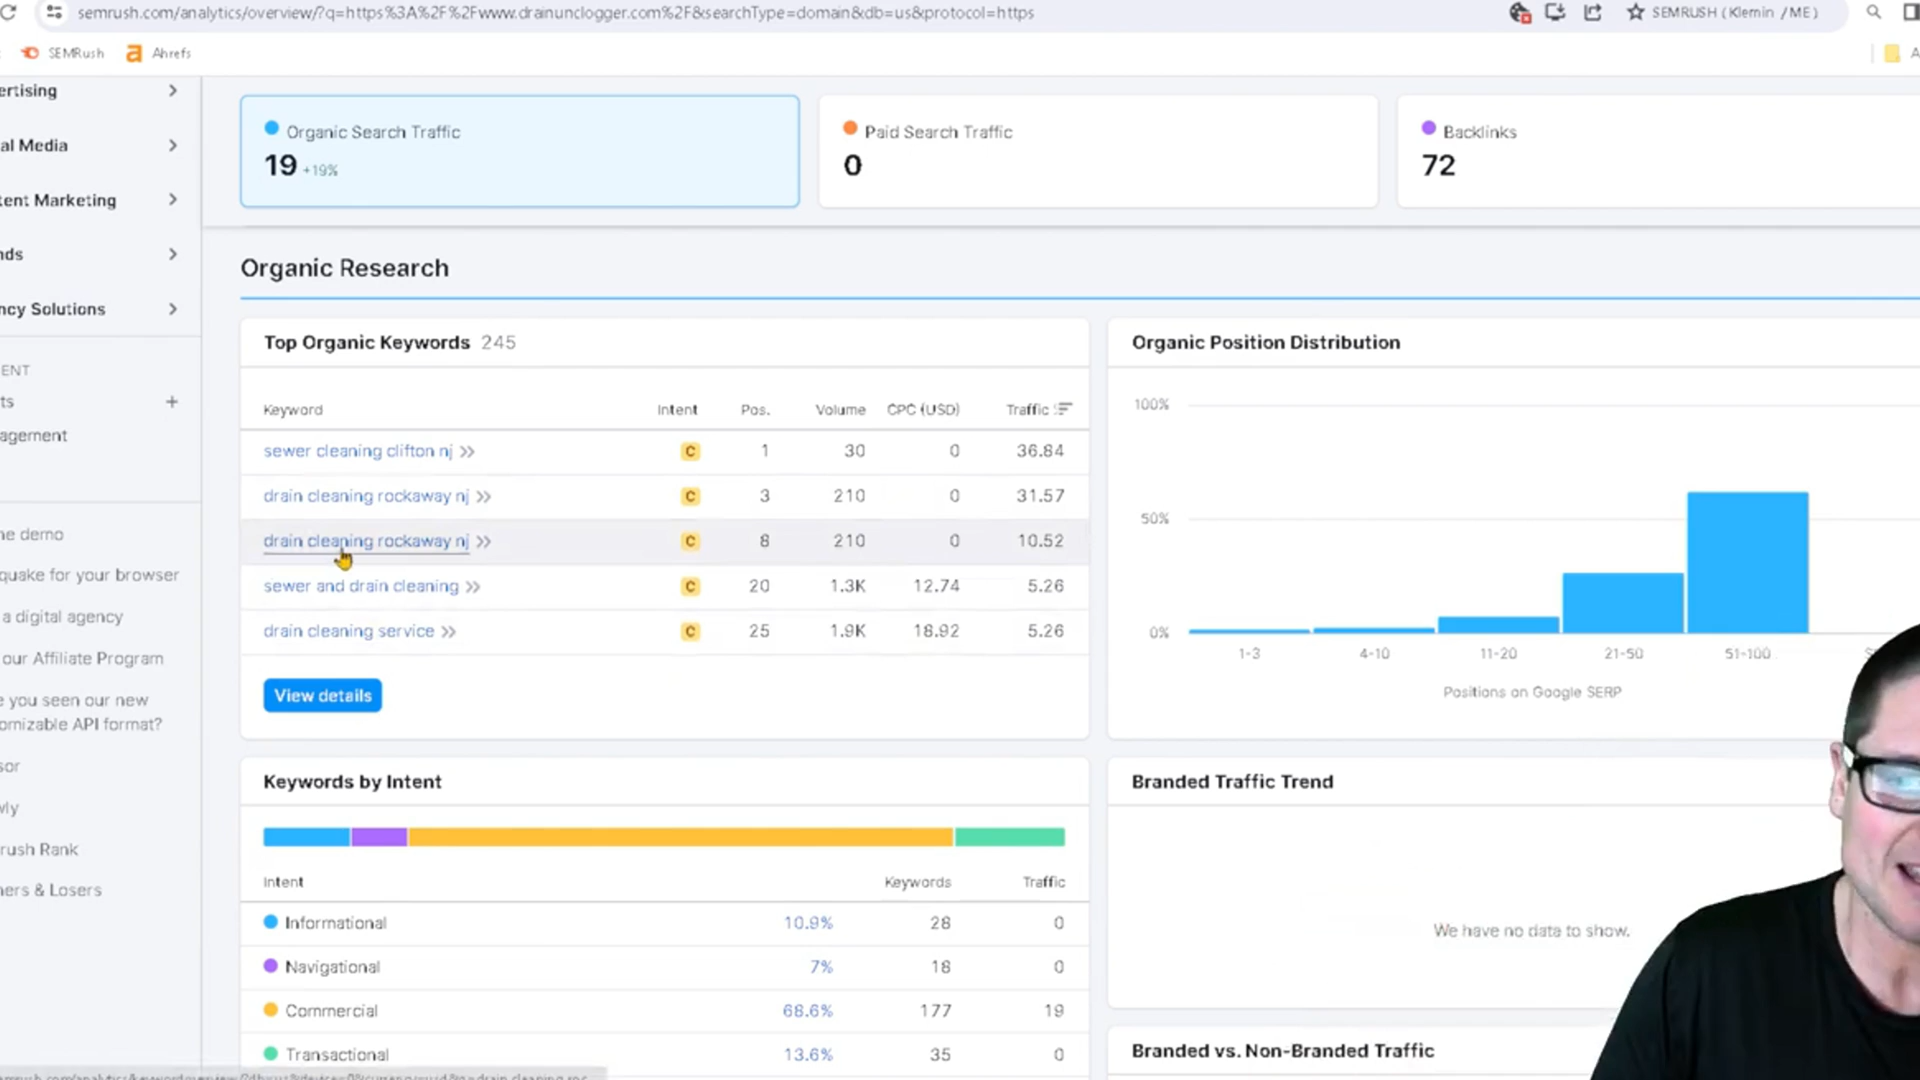 semrush.com/analytics/overview/?q=https%3A%2F%2Fwww.drainunclogger.com%2F&searchType=domain&db=us&protocol=https
SEMRUSH ( Klemin / ME )
SEMRush
Ahrefs
ertising
al Media
tent Marketing
nds
ncy Solutions
ENT
ts
+
agement
ne demo
quake for your browser
a digital agency
our Affiliate Program
e you seen our new
omizable API format?
sor
wly
rush Rank
ners & Losers
Organic Search Traffic
19 +19%
Paid Search Traffic
0
Backlinks
72
Organic Research
Top Organic Keywords 245
Keyword Intent Pos. Volume CPC (USD) Traffic
sewer cleaning clifton nj >> C 1 30 0 36.84
drain cleaning rockaway nj >> C 3 210 0 31.57
drain cleaning rockaway nj >> C 8 210 0 10.52
sewer and drain cleaning >> C 20 1.3K 12.74 5.26
drain cleaning service >> C 25 1.9K 18.92 5.26
View details
Organic Position Distribution
100%
50%
0%
1-3 4-10 11-20 21-50 51-100
Positions on Google SERP
Keywords by Intent
Intent Keywords Traffic
Informational 10.9% 28 0
Navigational 7% 18 0
Commercial 68.6% 177 19
Transactional 13.6% 35 0
Branded Traffic Trend
We have no data to show.
Branded vs. Non-Branded Traffic